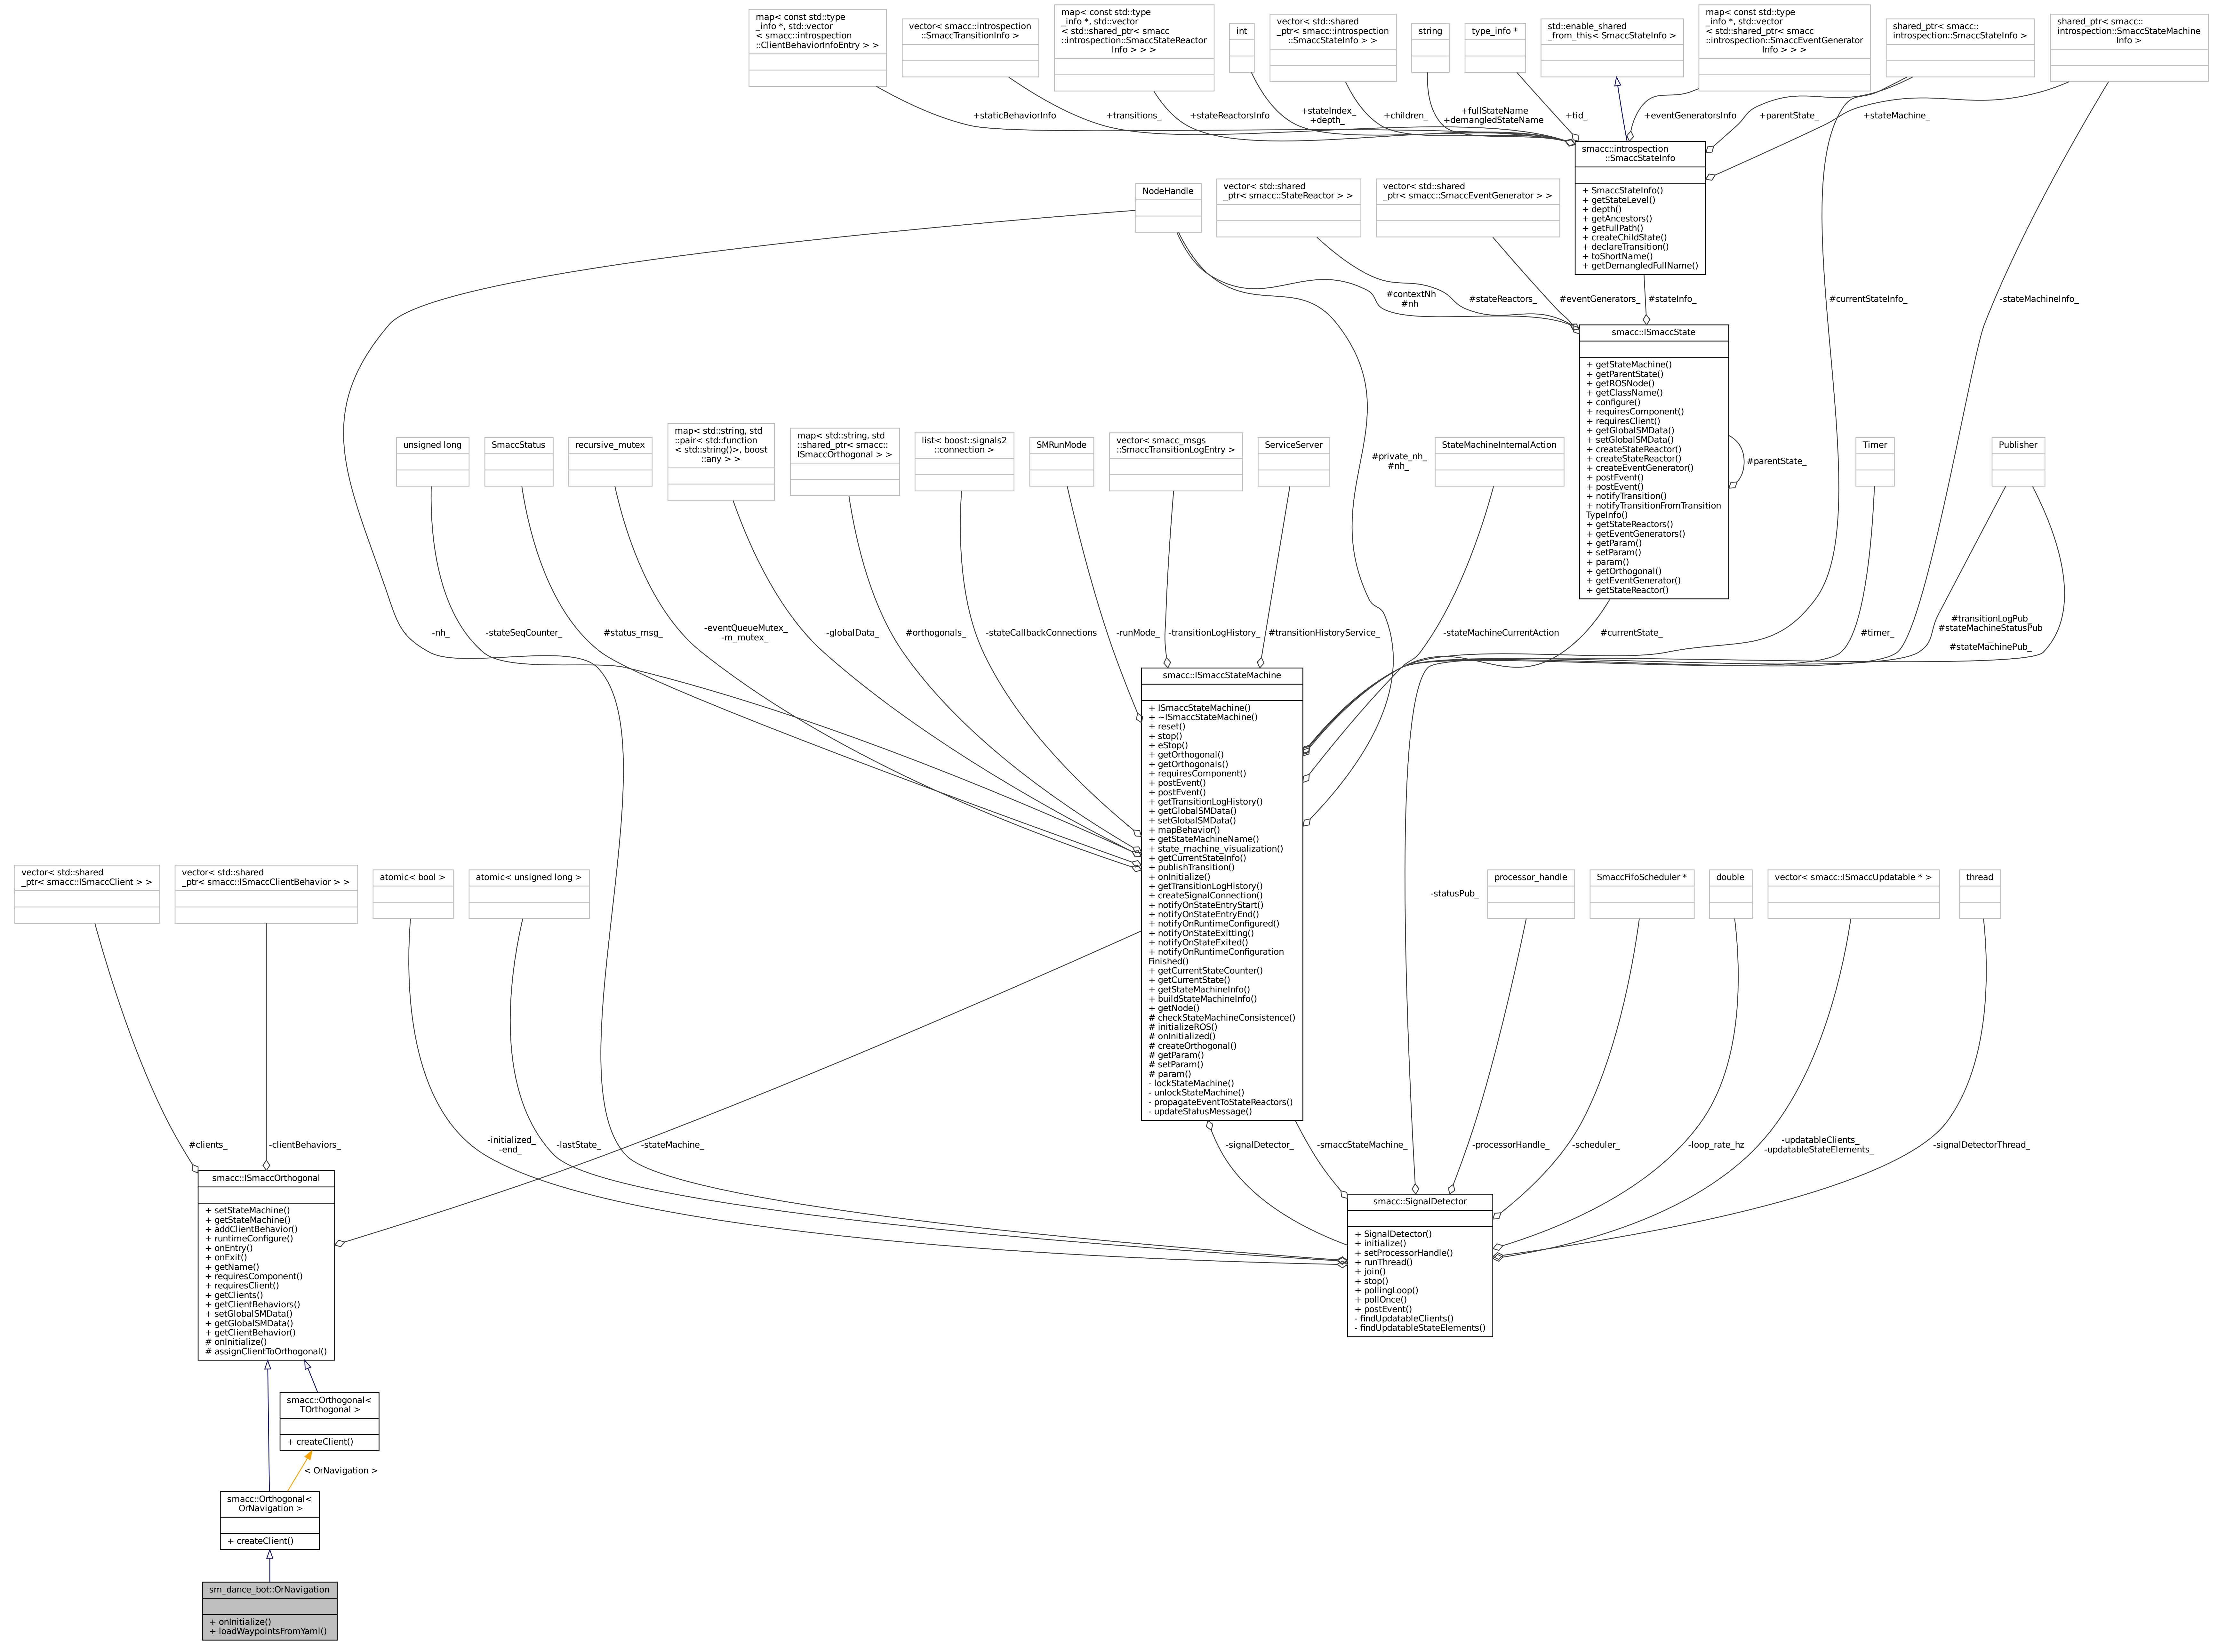 map< const std::type
_info *, std::vector
< smacc::introspection
::ClientBehaviorInfoEntry > >
vector< smacc::introspection
::SmaccTransitionInfo >
map< const std::type
_info *, std::vector
< std::shared_ptr< smacc
::introspection::SmaccStateReactor
Info > > >
int
vector< std::shared
_ptr< smacc::introspection
::SmaccStateInfo > >
string
type_info *
std::enable_shared
_from_this< SmaccStateInfo >
map< const std::type
_info *, std::vector
< std::shared_ptr< smacc
::introspection::SmaccEventGenerator
Info > > >
shared_ptr< smacc::
introspection::SmaccStateInfo >
shared_ptr< smacc::
introspection::SmaccStateMachine
Info >
+staticBehaviorInfo
+transitions_
+stateReactorsInfo
+stateIndex_
+depth_
+children_
+fullStateName
+demangledStateName
+tid_
+eventGeneratorsInfo
+parentState_
+stateMachine_
smacc::introspection
::SmaccStateInfo
+ SmaccStateInfo()
+ getStateLevel()
+ depth()
+ getAncestors()
+ getFullPath()
+ createChildState()
+ declareTransition()
+ toShortName()
+ getDemangledFullName()
NodeHandle
vector< std::shared
_ptr< smacc::StateReactor > >
vector< std::shared
_ptr< smacc::SmaccEventGenerator > >
#contextNh
#nh
#stateReactors_
#eventGenerators_
#stateInfo_
#currentStateInfo_
-stateMachineInfo_
smacc::ISmaccState
+ getStateMachine()
+ getParentState()
+ getROSNode()
+ getClassName()
+ configure()
+ requiresComponent()
+ requiresClient()
+ getGlobalSMData()
+ setGlobalSMData()
+ createStateReactor()
+ createStateReactor()
+ createEventGenerator()
+ postEvent()
+ postEvent()
+ notifyTransition()
+ notifyTransitionFromTransition
TypeInfo()
+ getStateReactors()
+ getEventGenerators()
+ getParam()
+ setParam()
+ param()
+ getOrthogonal()
+ getEventGenerator()
+ getStateReactor()
#parentState_
unsigned long
SmaccStatus
recursive_mutex
map< std::string, std
::pair< std::function
< std::string()>, boost
::any > >
map< std::string, std
::shared_ptr< smacc::
ISmaccOrthogonal > >
list< boost::signals2
::connection >
SMRunMode
vector< smacc_msgs
::SmaccTransitionLogEntry >
ServiceServer
#private_nh_
#nh_
StateMachineInternalAction
Timer
Publisher
-nh_
-stateSeqCounter_
#status_msg_
-eventQueueMutex_
-m_mutex_
-globalData_
#orthogonals_
-stateCallbackConnections
-runMode_
-transitionLogHistory_
#transitionHistoryService_
-stateMachineCurrentAction
#currentState_
#timer_
#transitionLogPub_
#stateMachineStatusPub
_
#stateMachinePub_
smacc::ISmaccStateMachine
+ ISmaccStateMachine()
+ ~ISmaccStateMachine()
+ reset()
+ stop()
+ eStop()
+ getOrthogonal()
+ getOrthogonals()
+ requiresComponent()
+ postEvent()
+ postEvent()
+ getTransitionLogHistory()
+ getGlobalSMData()
+ setGlobalSMData()
+ mapBehavior()
+ getStateMachineName()
+ state_machine_visualization()
+ getCurrentStateInfo()
+ publishTransition()
+ onInitialize()
+ getTransitionLogHistory()
+ createSignalConnection()
+ notifyOnStateEntryStart()
+ notifyOnStateEntryEnd()
+ notifyOnRuntimeConfigured()
+ notifyOnStateExitting()
+ notifyOnStateExited()
+ notifyOnRuntimeConfiguration
Finished()
+ getCurrentStateCounter()
+ getCurrentState()
+ getStateMachineInfo()
+ buildStateMachineInfo()
+ getNode()
# checkStateMachineConsistence()
# initializeROS()
# onInitialized()
# createOrthogonal()
# getParam()
# setParam()
# param()
- lockStateMachine()
- unlockStateMachine()
- propagateEventToStateReactors()
- updateStatusMessage()
vector< std::shared
_ptr< smacc::ISmaccClient > >
vector< std::shared
_ptr< smacc::ISmaccClientBehavior > >
atomic< bool >
atomic< unsigned long >
-statusPub_
processor_handle
SmaccFifoScheduler *
double
vector< smacc::ISmaccUpdatable * >
thread
#clients_
-clientBehaviors_
-initialized_
-end_
-lastState_
-stateMachine_
-signalDetector_
-smaccStateMachine_
-processorHandle_
-scheduler_
-loop_rate_hz
-updatableClients_
-updatableStateElements_
-signalDetectorThread_
smacc::ISmaccOrthogonal
+ setStateMachine()
+ getStateMachine()
+ addClientBehavior()
+ runtimeConfigure()
+ onEntry()
+ onExit()
+ getName()
+ requiresComponent()
+ requiresClient()
+ getClients()
+ getClientBehaviors()
+ setGlobalSMData()
+ getGlobalSMData()
+ getClientBehavior()
# onInitialize()
# assignClientToOrthogonal()
smacc::SignalDetector
+ SignalDetector()
+ initialize()
+ setProcessorHandle()
+ runThread()
+ join()
+ stop()
+ pollingLoop()
+ pollOnce()
+ postEvent()
- findUpdatableClients()
- findUpdatableStateElements()
smacc::Orthogonal<
TOrthogonal >
+ createClient()
< OrNavigation >
smacc::Orthogonal<
OrNavigation >
+ createClient()
sm_dance_bot::OrNavigation
+ onInitialize()
+ loadWaypointsFromYaml()